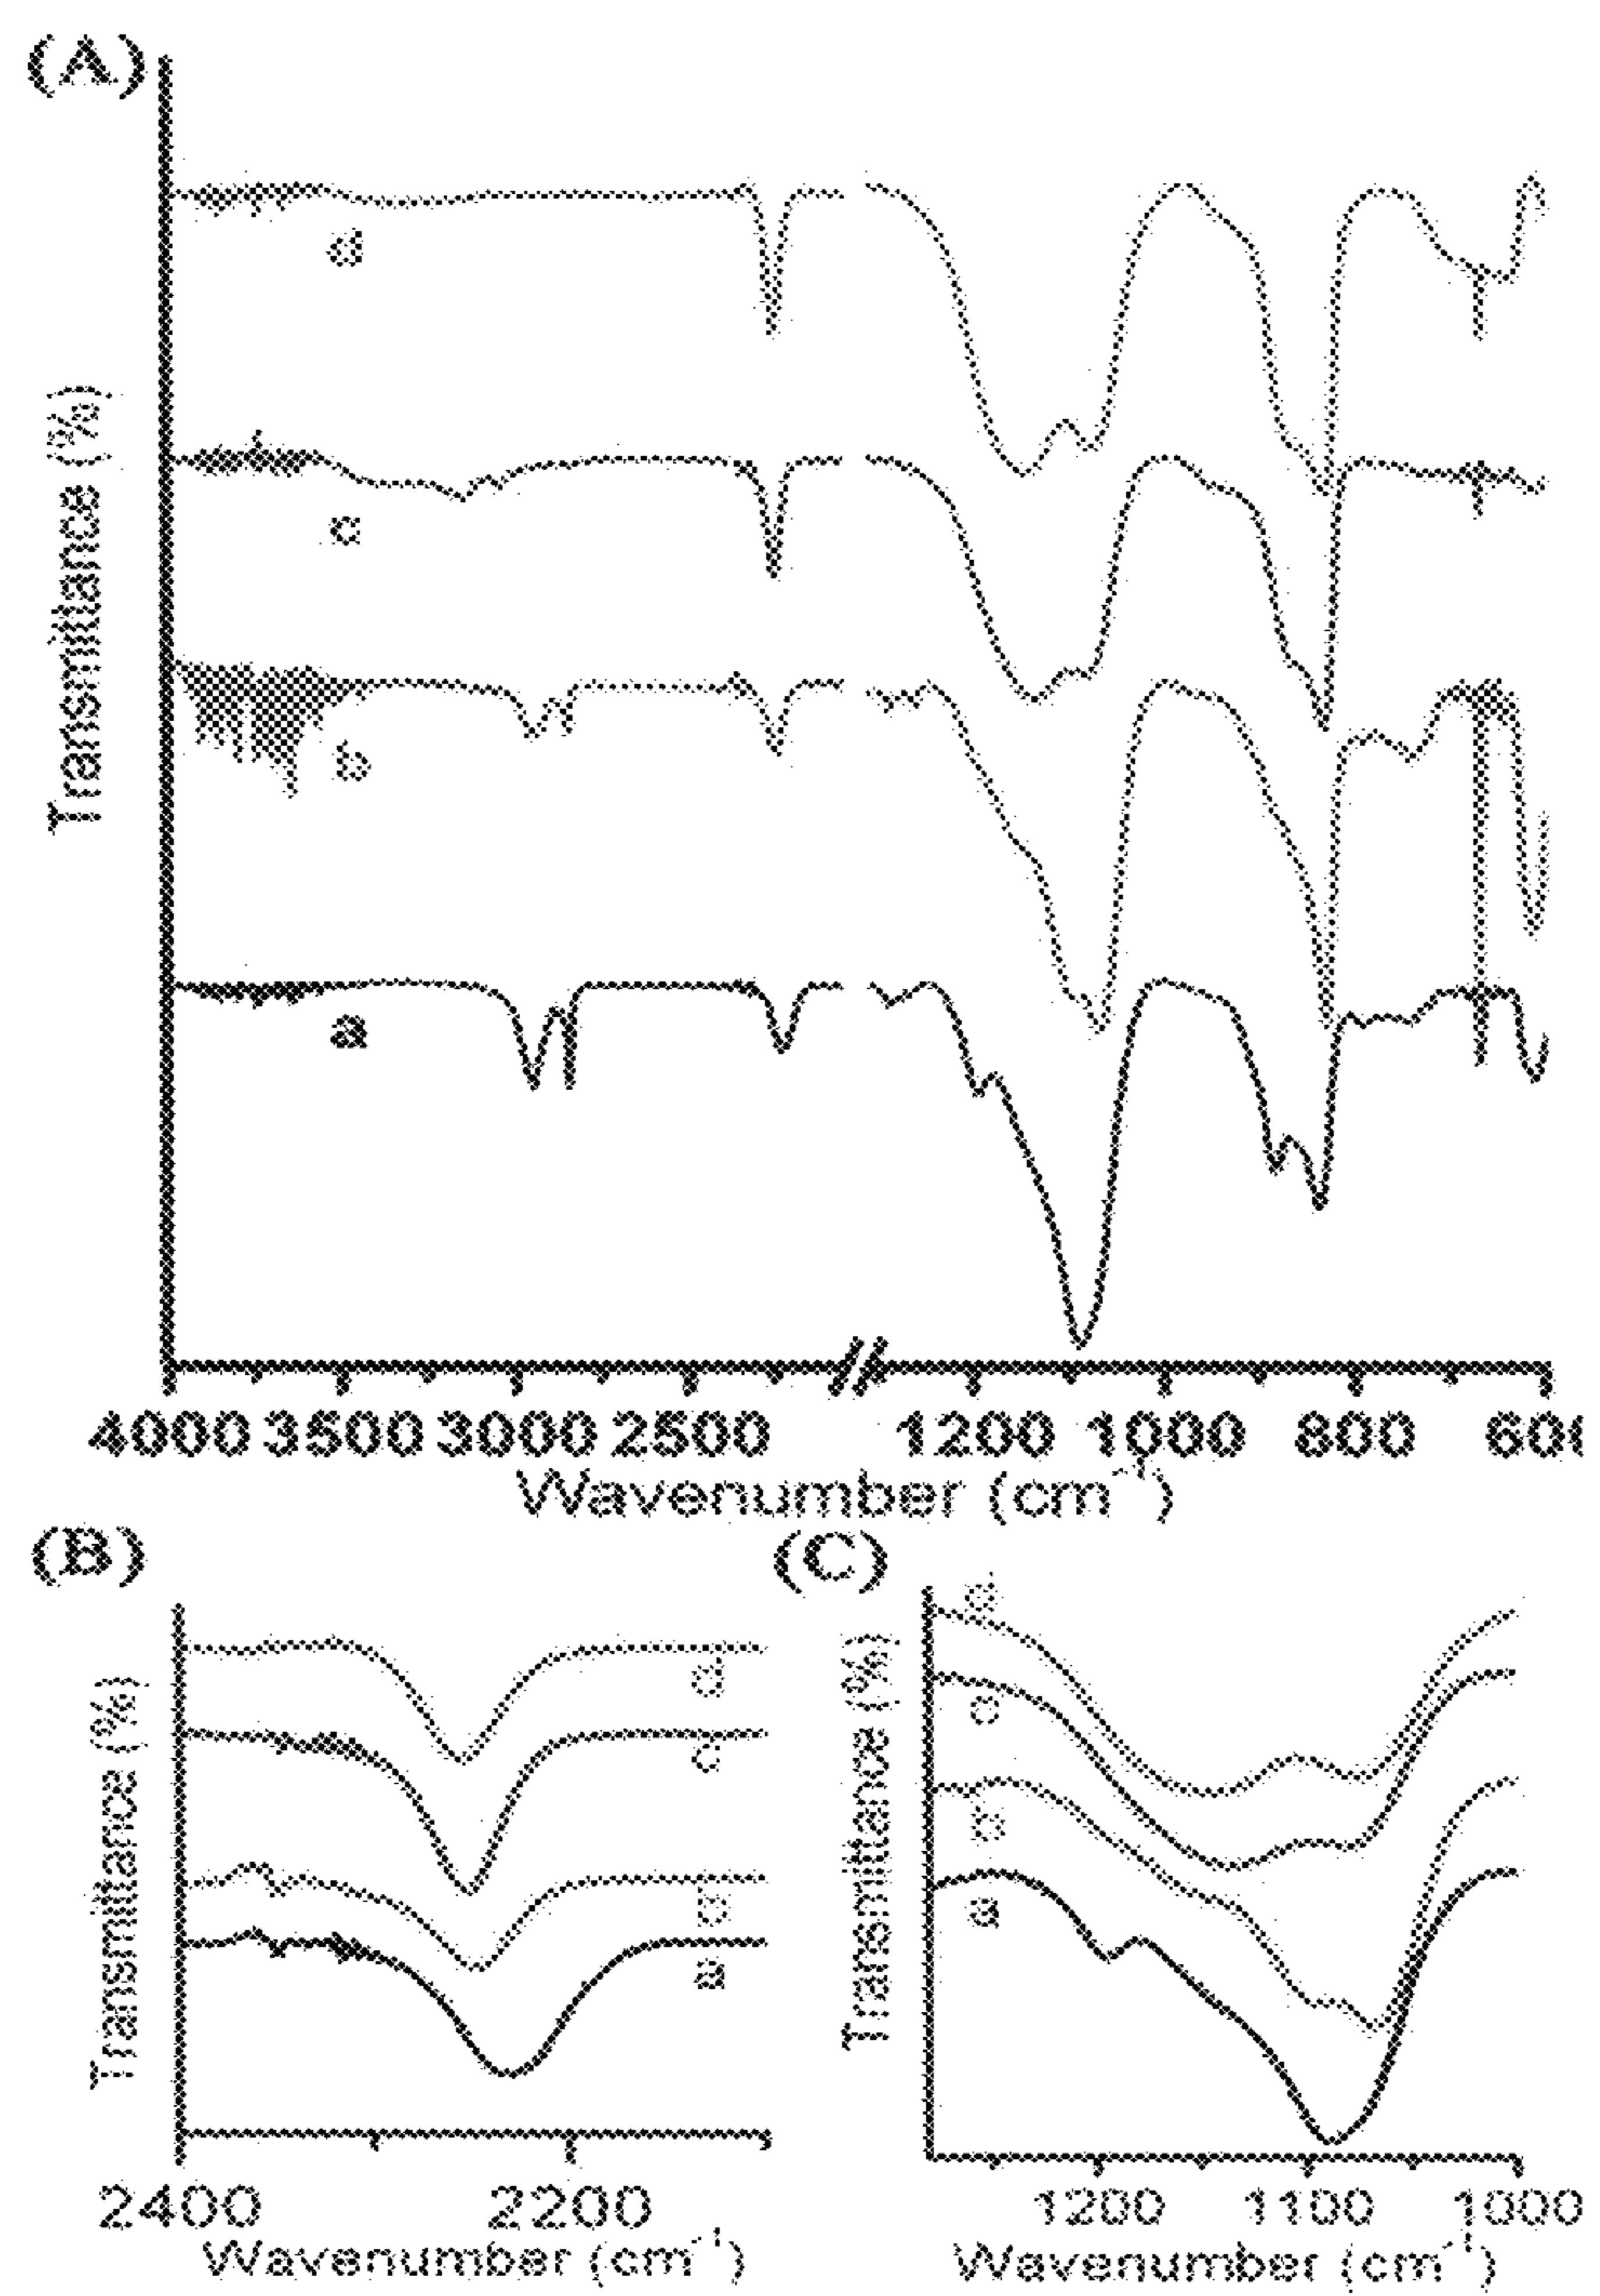 (A)
Transmittance (%)
d
c
b
a
4000 3500 3000 2500 1200 1000 800 600
Wavenumber (cm⁻¹)
(B)
Transmittance (%)
d
c
a
2400 2200
Wavenumber (cm⁻¹)
(C)
Transmittance (%)
c
a
1200 1100 1000
Wavenumber (cm⁻¹)